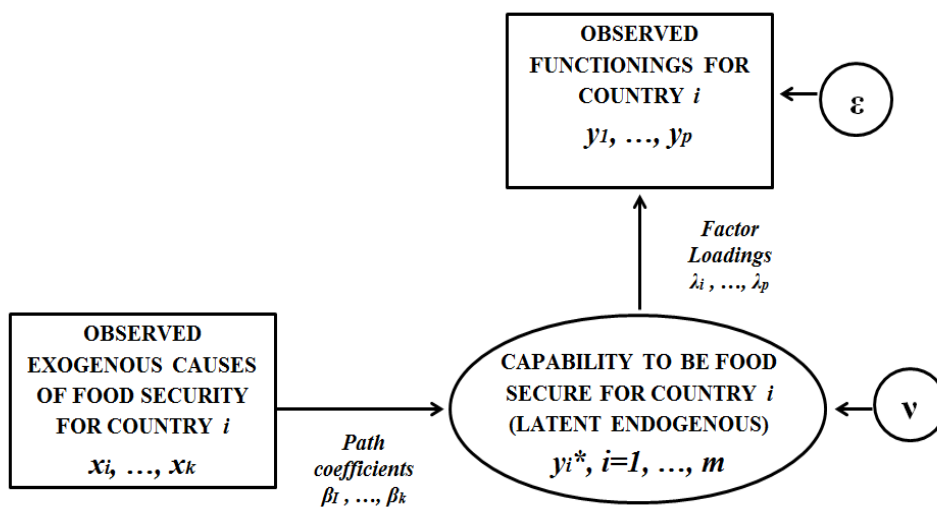 OBSERVED
FUNCTIONINGS FOR
COUNTRY i
y1, …, yp
ε
Factor
Loadings
λi , …, λp
OBSERVED
EXOGENOUS CAUSES
OF FOOD SECURITY
FOR COUNTRY i
xi, …, xk
Path
coefficients
βI , …, βk
CAPABILITY TO BE FOOD
SECURE FOR COUNTRY i
(LATENT ENDOGENOUS)
yi*, i=1, …, m
ν